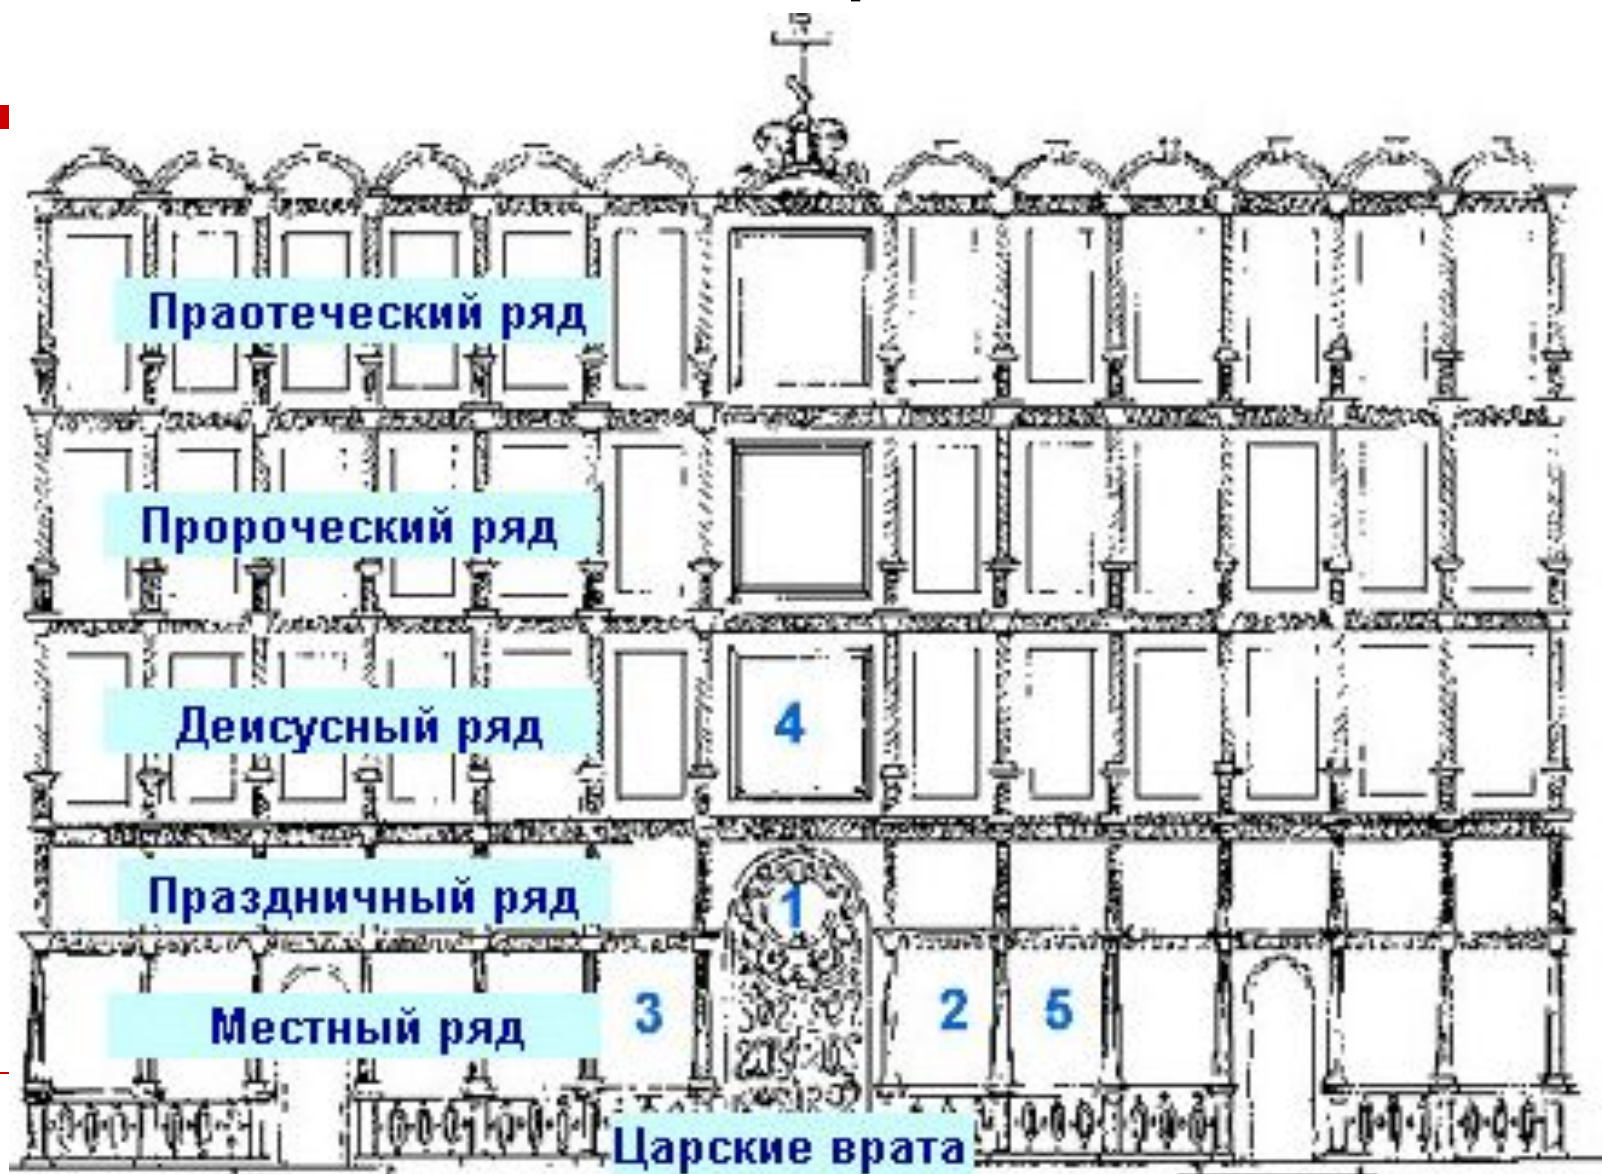 Праотеческий ряд
Пророческий ряд
Деисусный ряд
4
Праздничный ряд
1
Местный ряд
3
2
5
Царские врата